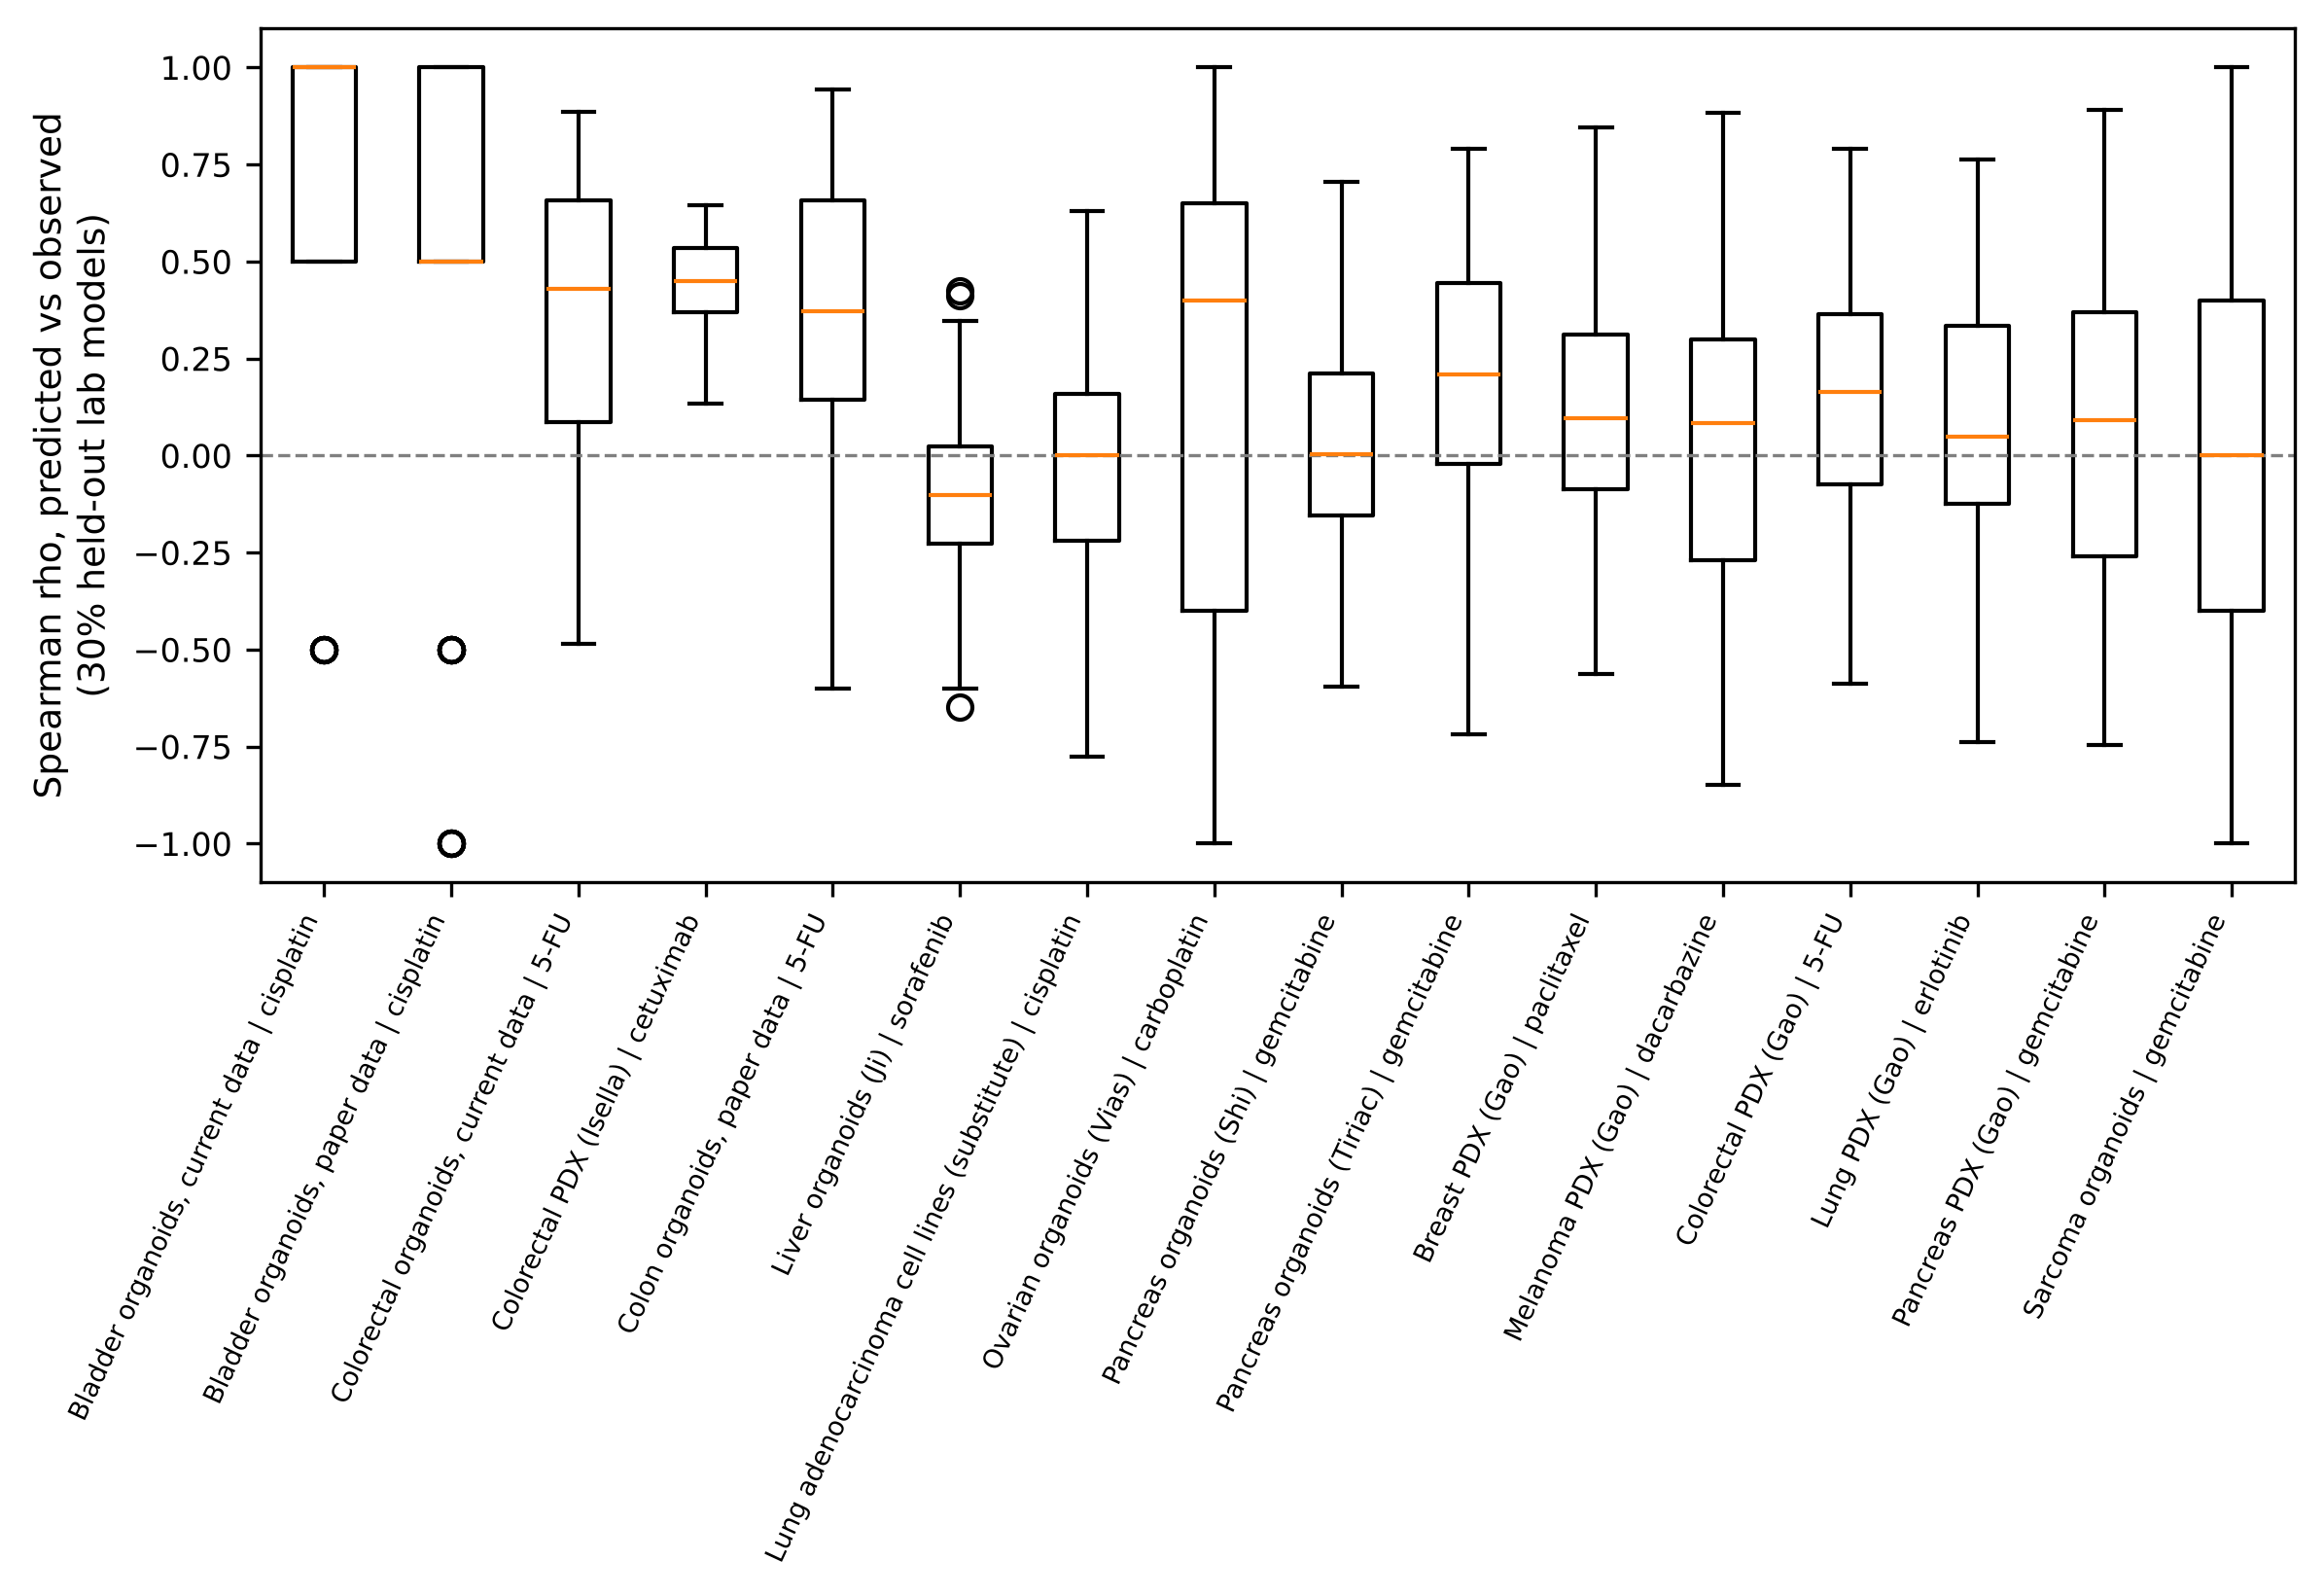 Spearman rho, predicted vs observed
(30% held-out lab models)
1.00
0.75
0.50
0.25
0.00
−0.25
−0.50
−0.75
−1.00
Bladder organoids, current data | cisplatin
Bladder organoids, paper data | cisplatin
Colorectal organoids, current data | 5-FU
Colorectal PDX (Isella) | cetuximab
Colon organoids, paper data | 5-FU
Liver organoids (Ji) | sorafenib
Lung adenocarcinoma cell lines (substitute) | cisplatin
Ovarian organoids (Vias) | carboplatin
Pancreas organoids (Shi) | gemcitabine
Pancreas organoids (Tiriac) | gemcitabine
Breast PDX (Gao) | paclitaxel
Melanoma PDX (Gao) | dacarbazine
Colorectal PDX (Gao) | 5-FU
Lung PDX (Gao) | erlotinib
Pancreas PDX (Gao) | gemcitabine
Sarcoma organoids | gemcitabine